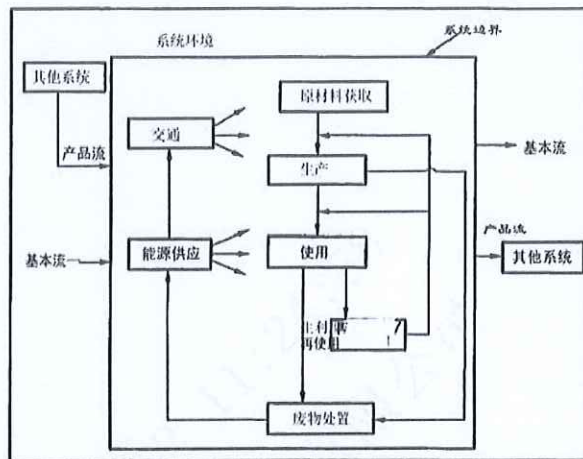 系统环境
系统边界
其他系统
原材料获取
交通
产品流
基本流
生产
产品流
基本流
能源供应
使用
其他系统
再使用
废物处置